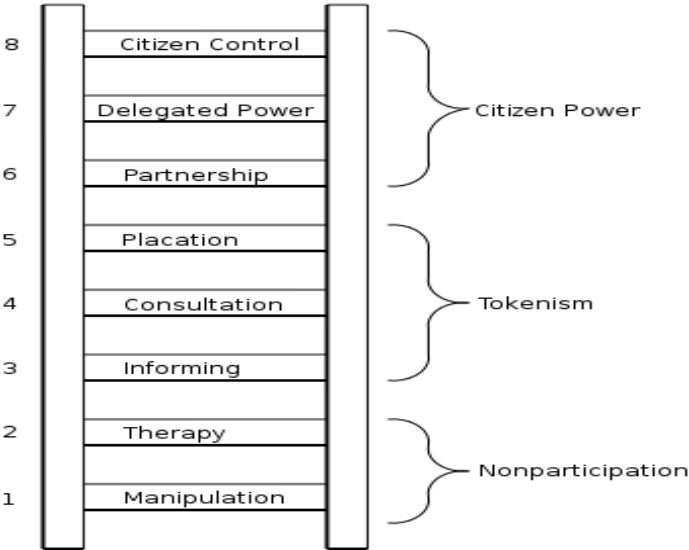 8 Citizen Control
7 Delegated Power Citizen Power
6 Partnership
5 Placation
4 Consultation Tokenism
3 Informing
2 Therapy
Nonparticipation
1 Manipulation